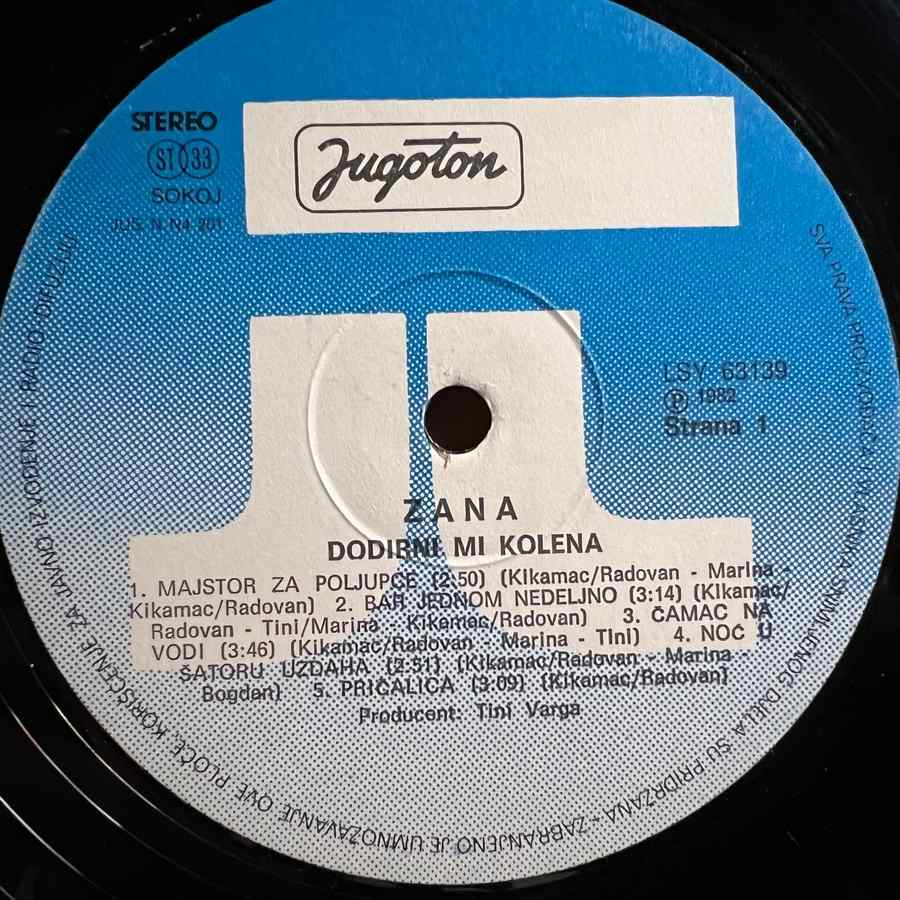 STEREO
ST 33
SOKOJ
JUS. N. N4 201
Jugoton
LSY 63139
Ⓟ 1982
Strana 1
ZANA
DODIRNI MI KOLENA
1. MAJSTOR ZA POLJUPCE (2:50) (Kikamac/Radovan - Marina -
Kikamac/Radovan) 2. BAR JEDNOM NEDELJNO (3:14) (Kikamac/
Radovan - Tini/Marina, Kikamac/Radovan) 3. ČAMAC NA
VODI (3:46) (Kikamac/Radovan - Marina - Tini) 4. NOĆ U
ŠATORU UZDAHA (2:51) (Kikamac/Radovan - Marina -
Bogdan) 5. PRIČALICA (3:09) (Kikamac/Radovan)
Producent: Tini Varga
SVA PRAVA PROIZVOĐAČA I VLASNIKA SNIMLJENOG DJELA SU PRIDRŽANA - ZABRANJENO JE UMNOŽAVANJE OVE PLOČE, KORIŠĆENJE ZA JAVNO IZVOĐENJE I RADIO DIFUZIJU